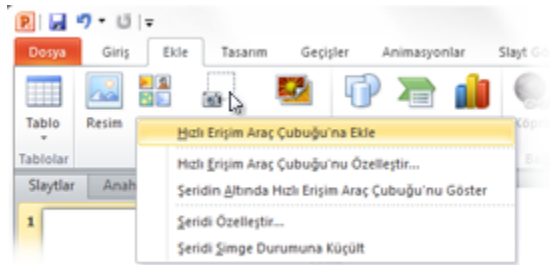 Dosya Giriş Ekle Tasarım Geçişler Animasyonlar Slayt
Tablo Resim
Tablolar
Slaytlar Anah
1
Hızlı Erişim Araç Çubuğu'na Ekle
Hızlı Erişim Araç Çubuğu'nu Özelleştir...
Şeridin Altında Hızlı Erişim Araç Çubuğu'nu Göster
Şeridi Özelleştir...
Şeridi Simge Durumuna Küçült